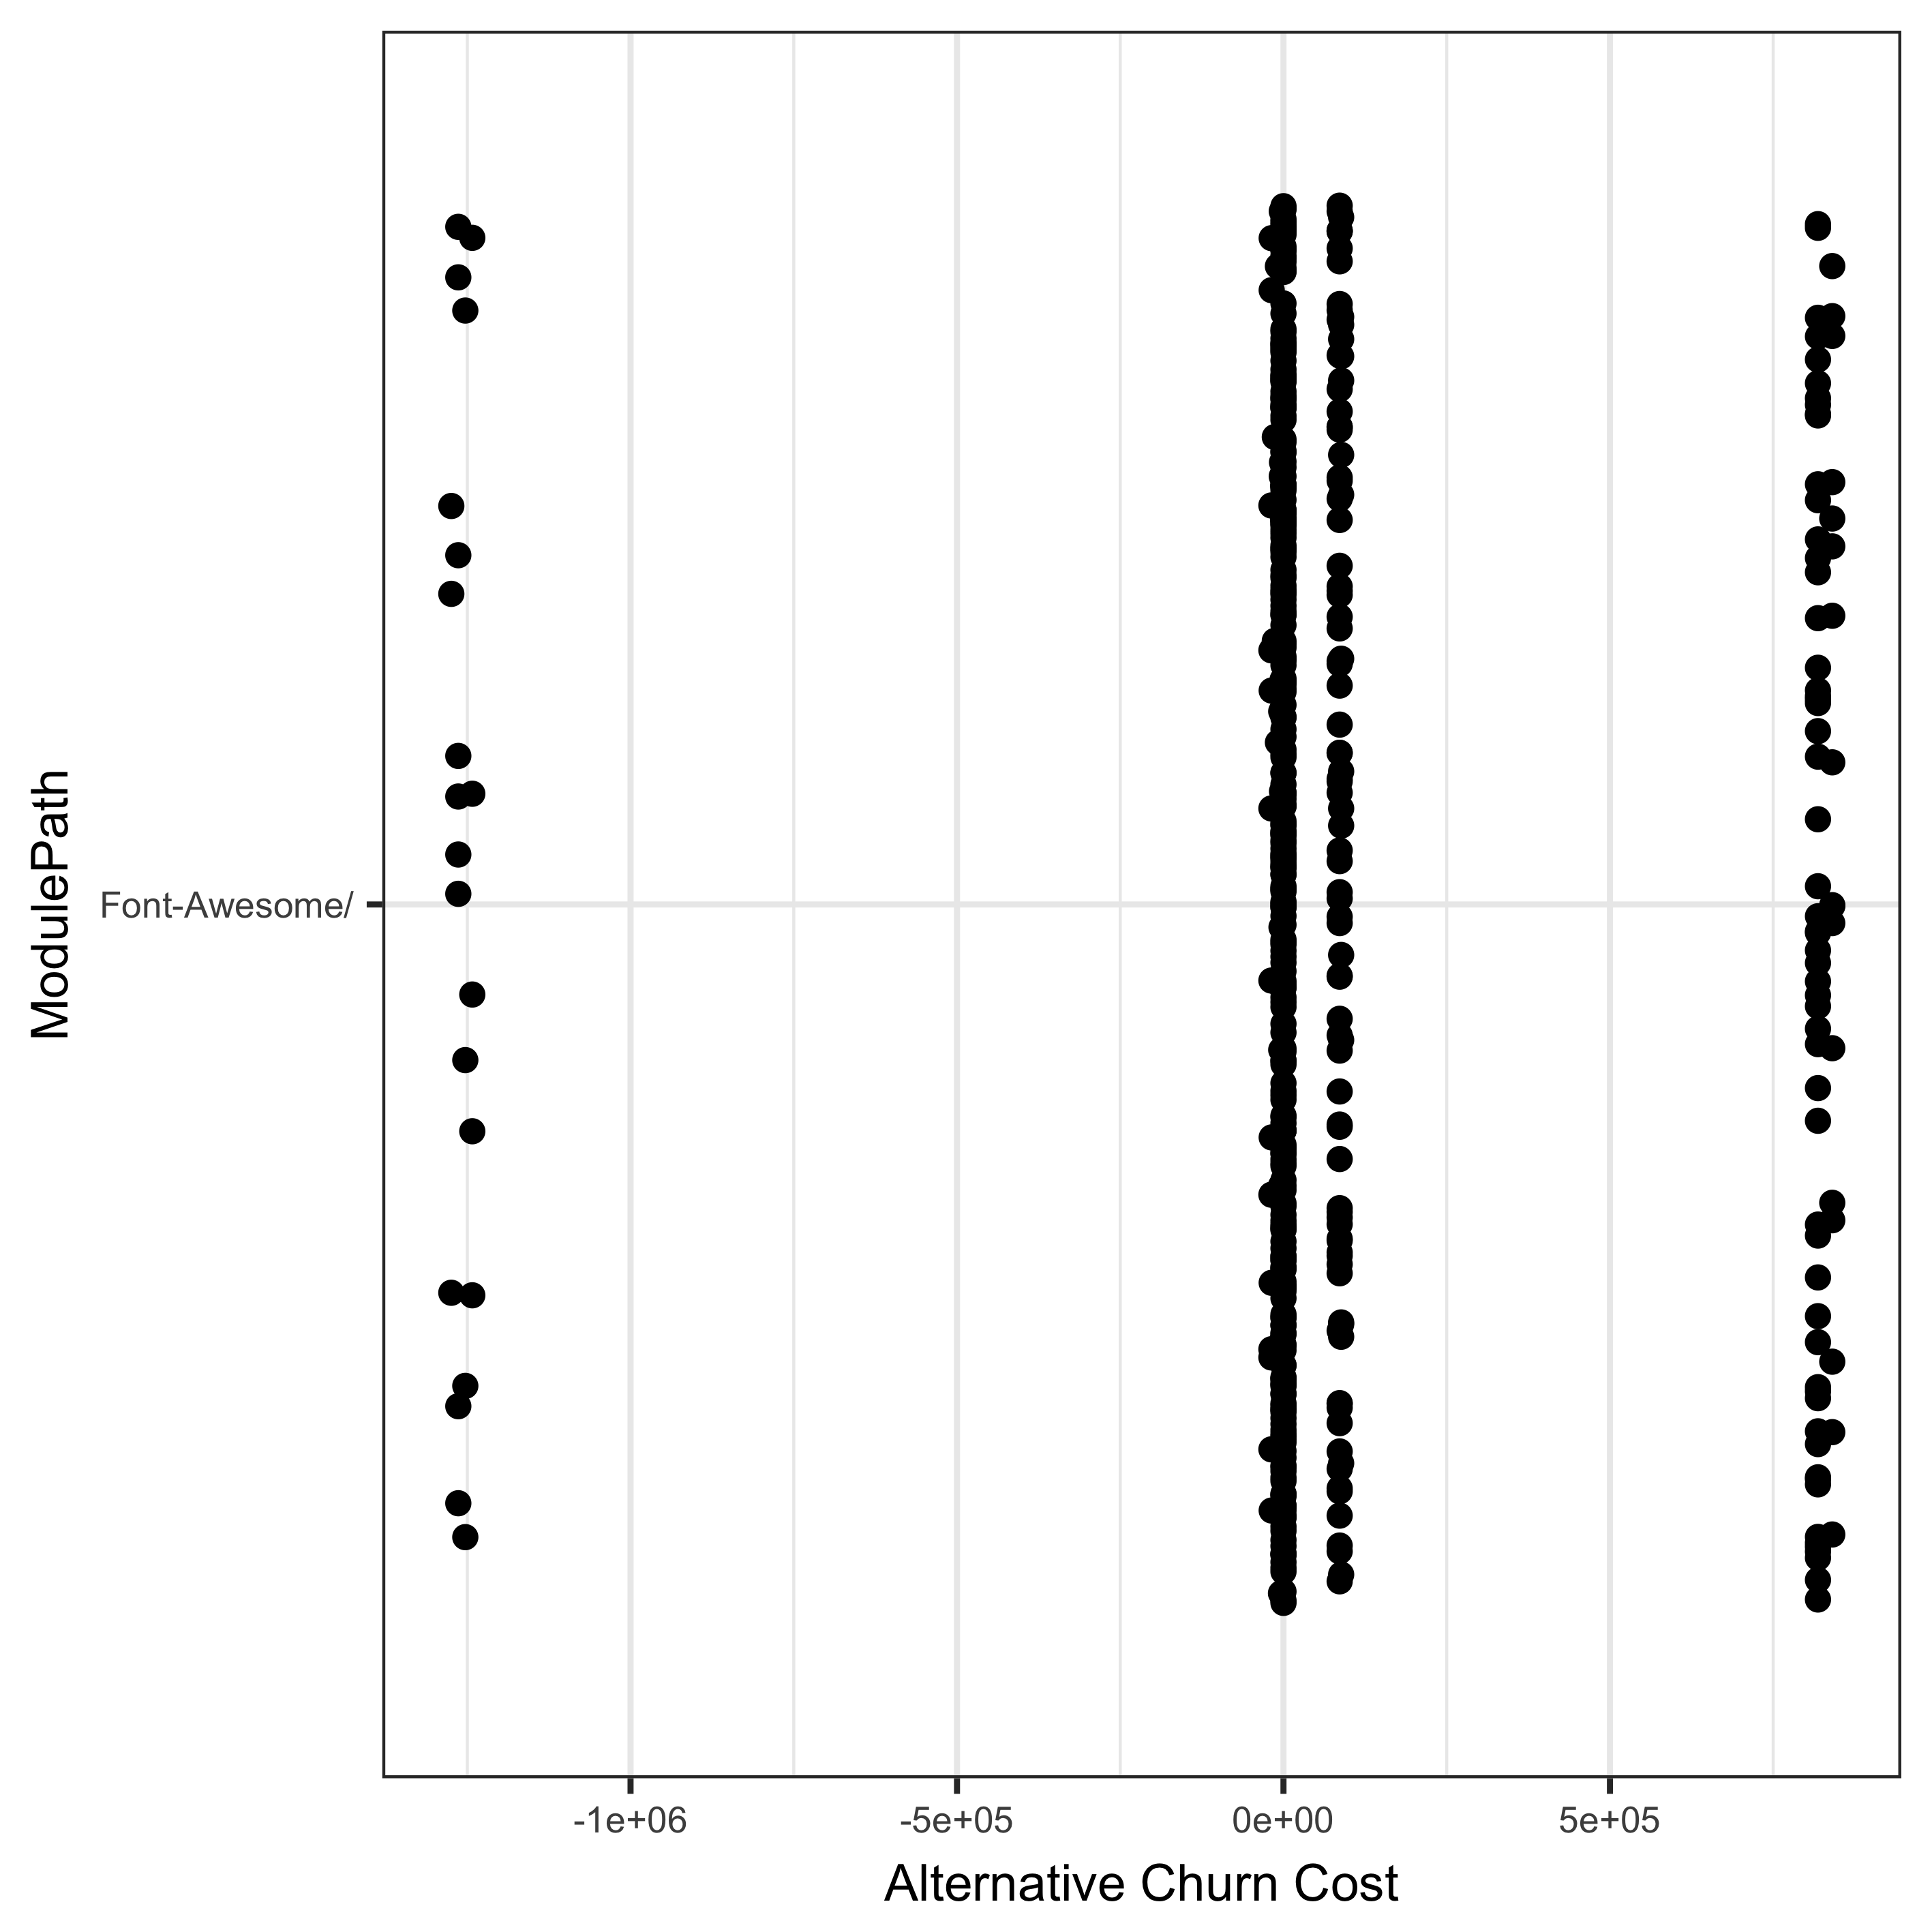 ModulePath
Font-Awesome/
-1e+06
-5e+05
0e+00
5e+05
Alternative Churn Cost